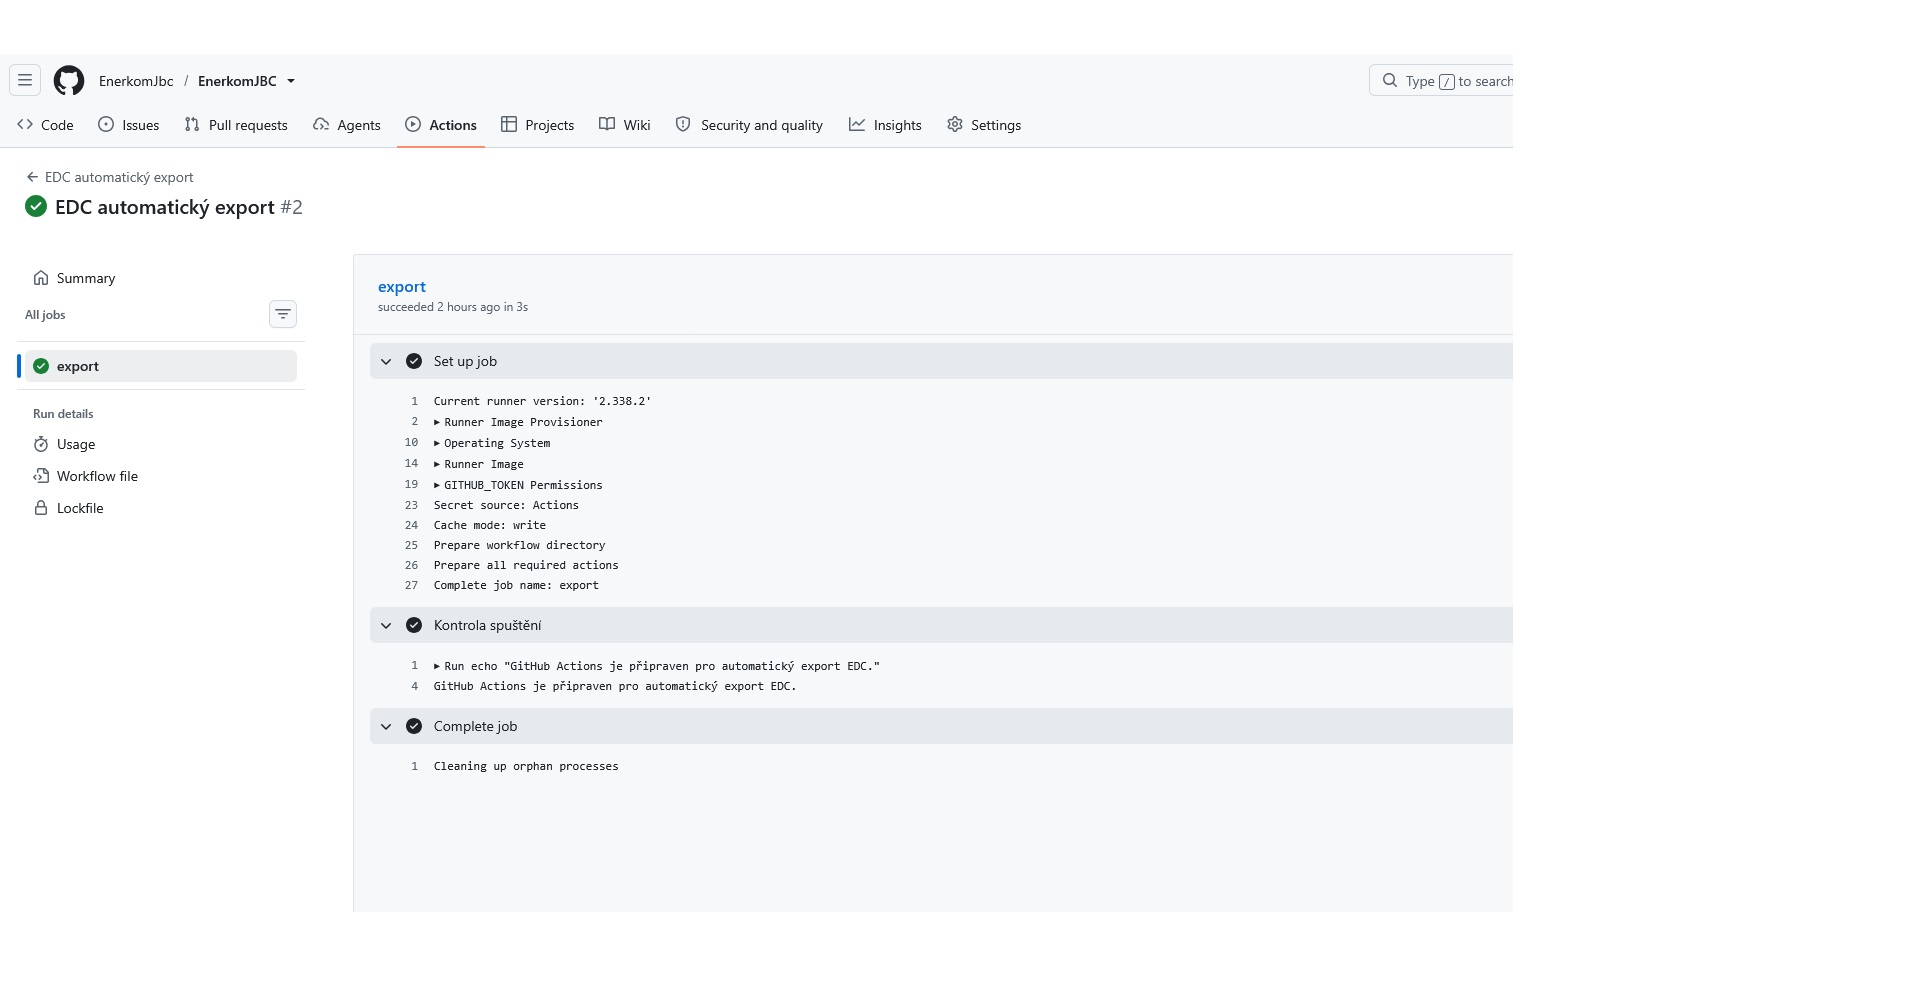 EnerkomJbc / EnerkomJBC
Type / to search
Code Issues Pull requests Agents Actions Projects Wiki Security and quality Insights Settings
EDC automatický export
EDC automatický export #2
Summary
All jobs
export
Run details
Usage
Workflow file
Lockfile
export
succeeded 2 hours ago in 3s
Set up job
1 Current runner version: '2.338.2'
2 ▸ Runner Image Provisioner
10 ▸ Operating System
14 ▸ Runner Image
19 ▸ GITHUB_TOKEN Permissions
23 Secret source: Actions
24 Cache mode: write
25 Prepare workflow directory
26 Prepare all required actions
27 Complete job name: export
Kontrola spuštění
1 ▸ Run echo "GitHub Actions je připraven pro automatický export EDC."
4 GitHub Actions je připraven pro automatický export EDC.
Complete job
1 Cleaning up orphan processes